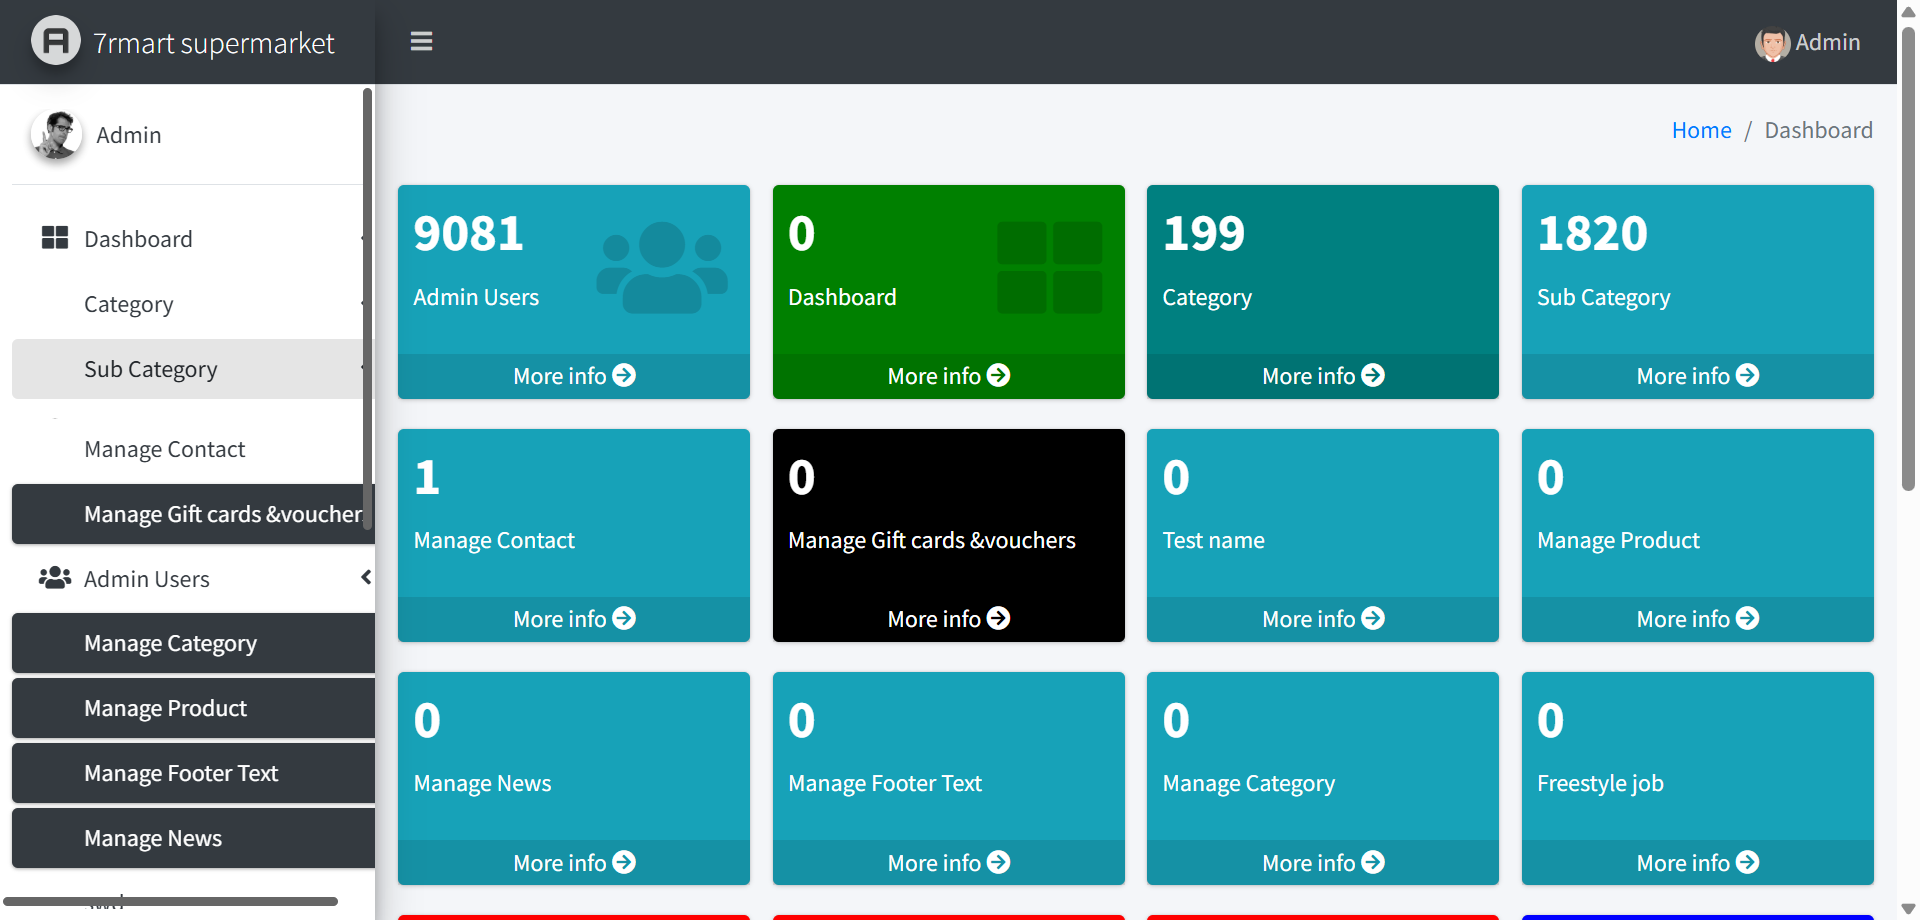 7rmart supermarket
Admin
Admin
Home / Dashboard
Dashboard
Category
Sub Category
Manage Contact
Manage Gift cards &voucher
Admin Users
Manage Category
Manage Product
Manage Footer Text
Manage News
9081
Admin Users
More info
0
Dashboard
More info
199
Category
More info
1820
Sub Category
More info
1
Manage Contact
More info
0
Manage Gift cards &vouchers
More info
0
Test name
More info
0
Manage Product
More info
0
Manage News
More info
0
Manage Footer Text
More info
0
Manage Category
More info
0
Freestyle job
More info